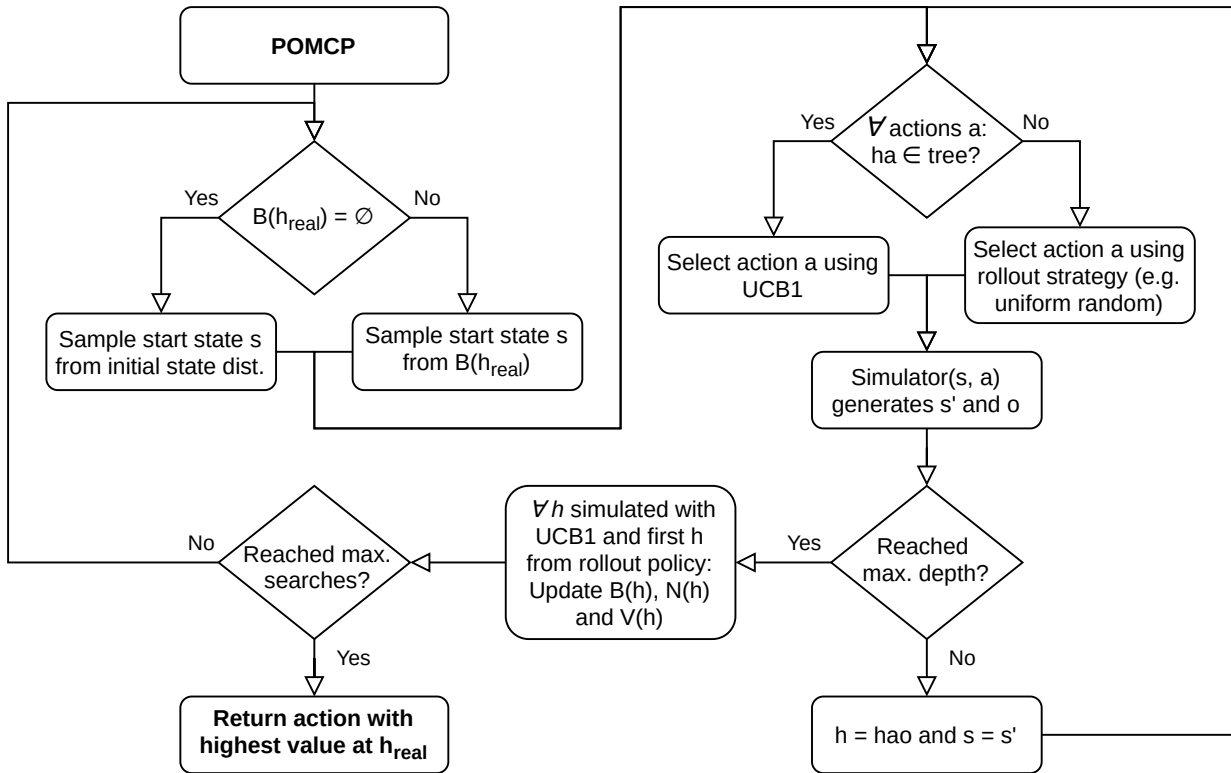 POMCP
Yes
B(h_real) = ∅
No
Sample start state s
from initial state dist.
Sample start state s
from B(h_real)
Yes
∀ actions a:
ha ∈ tree?
No
Select action a using
UCB1
Select action a using
rollout strategy (e.g.
uniform random)
Simulator(s, a)
generates s' and o
Reached
max. depth?
Yes
No
∀ h simulated with
UCB1 and first h
from rollout policy:
Update B(h), N(h)
and V(h)
h = hao and s = s'
Reached max.
searches?
No
Yes
Return action with
highest value at h_real